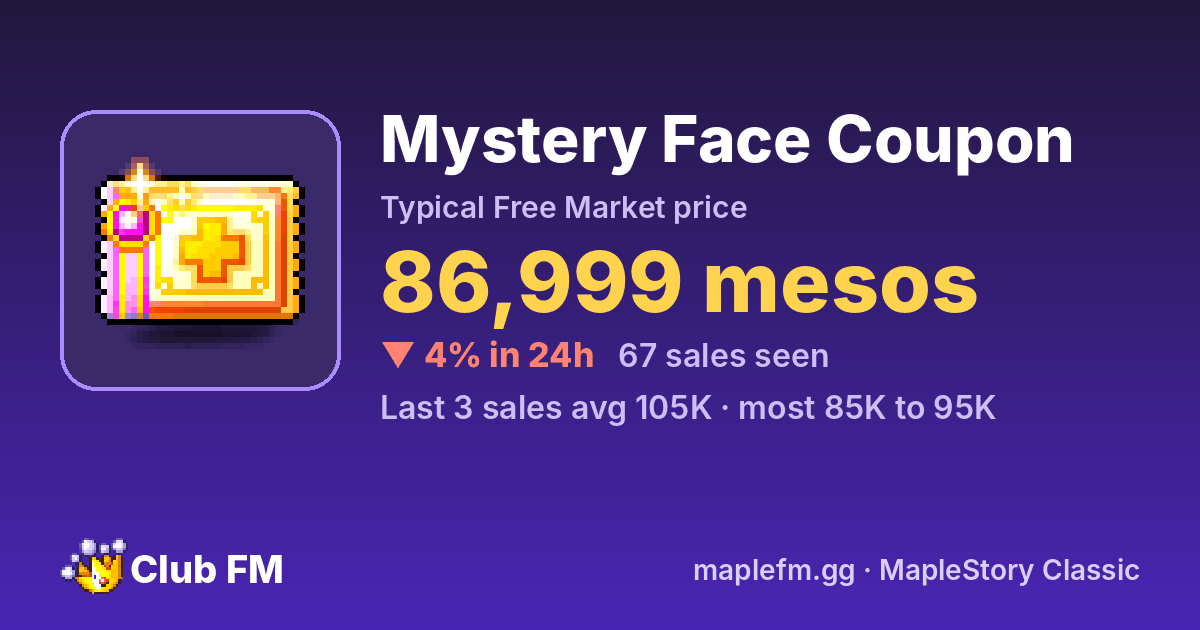 Mystery Face Coupon
Typical Free Market price
86,999 mesos
▼ 4% in 24h 67 sales seen
Last 3 sales avg 105K · most 85K to 95K
Club FM
maplefm.gg · MapleStory Classic